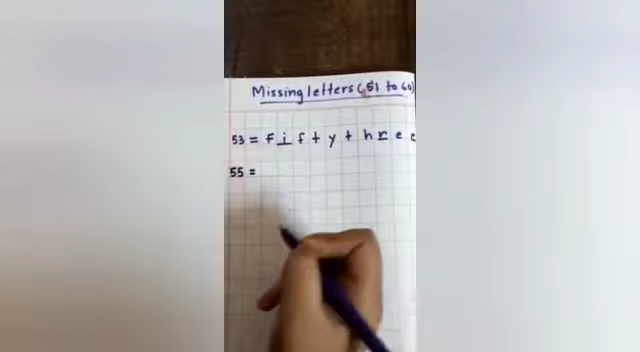 Missing letters (51 to 60)
53 = f i f t y t h r e e
55 =